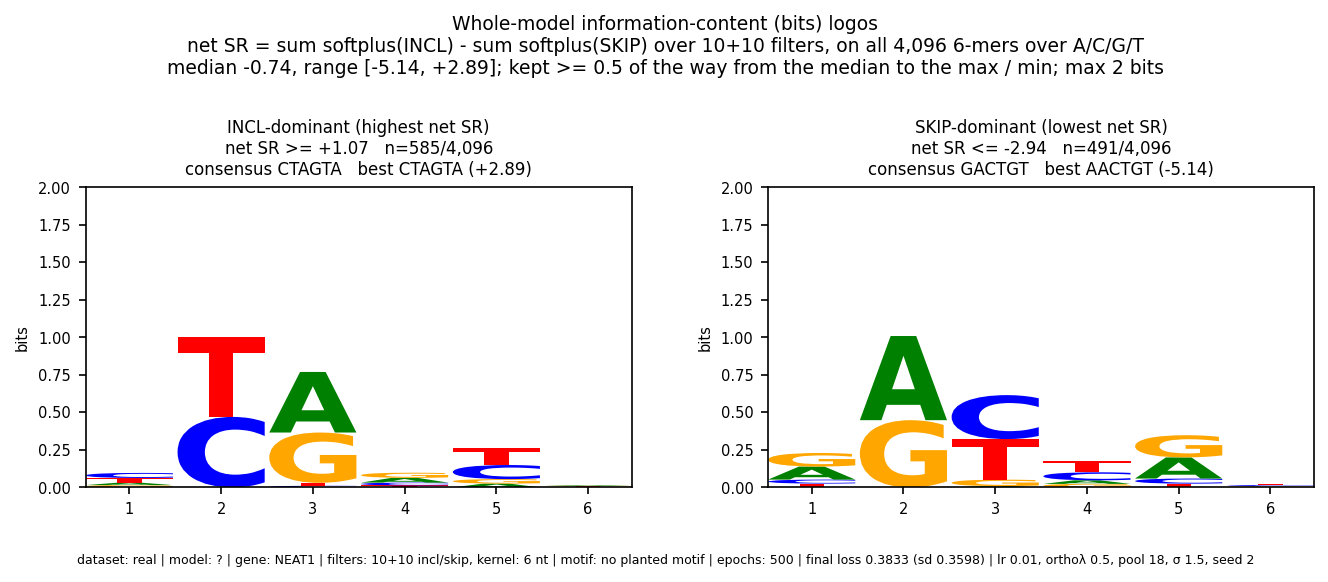 Whole-model information-content (bits) logos
net SR = sum softplus(INCL) - sum softplus(SKIP) over 10+10 filters, on all 4,096 6-mers over A/C/G/T
median -0.74, range [-5.14, +2.89]; kept >= 0.5 of the way from the median to the max / min; max 2 bits
INCL-dominant (highest net SR)
net SR >= +1.07   n=585/4,096
consensus CTAGTA   best CTAGTA (+2.89)
2.00
1.75
1.50
1.25
1.00
0.75
0.50
0.25
0.00
bits
1 2 3 4 5 6
SKIP-dominant (lowest net SR)
net SR <= -2.94   n=491/4,096
consensus GACTGT   best AACTGT (-5.14)
2.00
1.75
1.50
1.25
1.00
0.75
0.50
0.25
0.00
bits
1 2 3 4 5 6
dataset: real | model: ? | gene: NEAT1 | filters: 10+10 incl/skip, kernel: 6 nt | motif: no planted motif | epochs: 500 | final loss 0.3833 (sd 0.3598) | lr 0.01, orthoλ 0.5, pool 18, σ 1.5, seed 2